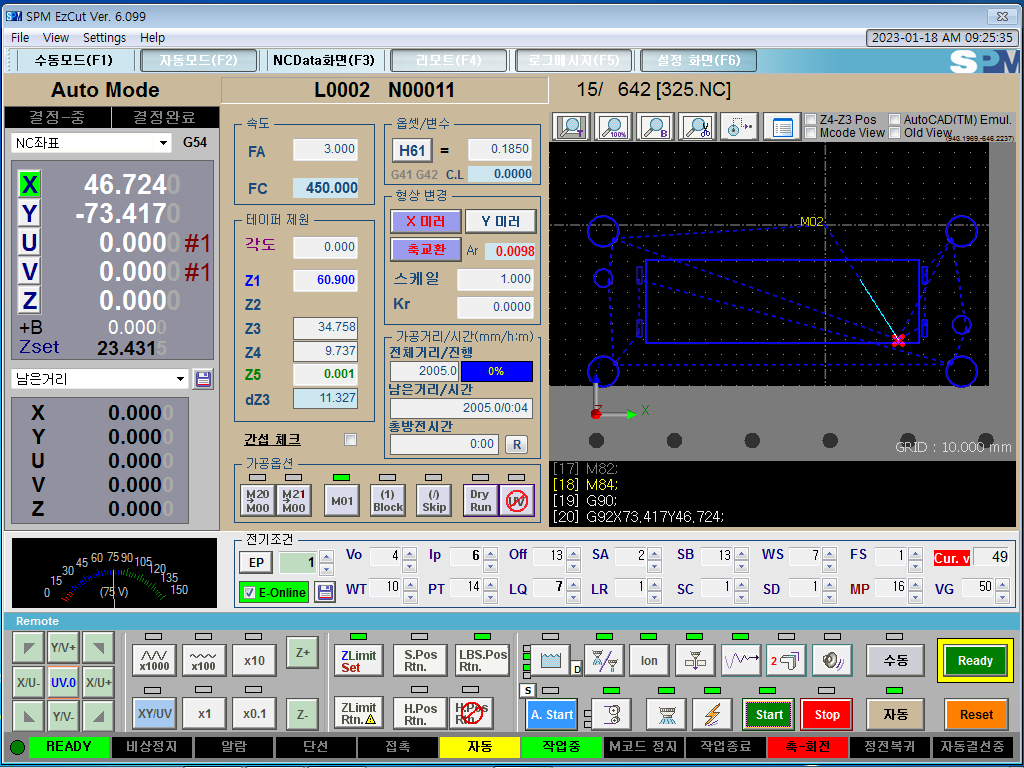 SPM EzCut Ver. 6.099
File View Settings Help
2023-01-18 AM 09:25:35
수동모드(F1) 자동모드(F2) NCData화면(F3) 리모트(F4) 로그메시지(F5) 설정 화면(F6) SPM
Auto Mode
L0002 N00011
15/ 642 [325.NC]
결정-중 결정완료
NC좌표 G54
X 46.7240
Y -73.4170
U 0.0000 #1
V 0.0000 #1
Z 0.0000
+B 0.0000
Zset 23.4315
남은거리
X 0.0000
Y 0.0000
U 0.0000
V 0.0000
Z 0.0000
속도
FA 3.000
FC 450.000
테이퍼 제원
각도 0.000
Z1 60.900
Z2
Z3 34.758
Z4 9.737
Z5 0.001
dZ3 11.327
간섭 체크
옵셋/변수
H61 = 0.1850
G41 G42 C.L 0.0000
형상 변경
X 미러 Y 미러
축교환 Ar 0.0098
스케일 1.000
Kr 0.0000
가공거리/시간(mm/h:m)
전체거리/진행
2005.0 0%
남은거리/시간
2005.0/0:04
총방전시간
0:00 R
가공옵션
M20→M00 M21→M00 M01 (1) Block (/) Skip Dry Run UV
T 100% B
Z4-Z3 Pos AutoCAD(TM) Emul.
Mcode View Old View
(946.1969,-646.2237)
M02
X
GRID : 10.000 mm
[17] M82;
[18] M84;
[19] G90;
[20] G92X73.417Y46.724;
0 15 30 45 60 75 90 105 120 135 150
(75 V)
전기조건
EP 1 Vo 4 Ip 6 Off 13 SA 2 SB 13 WS 7 FS 1 Cur. v 49
E-Online WT 10 PT 14 LQ 7 LR 1 SC 1 SD 1 MP 16 VG 50
Remote
Y/V+ x1000 x100 x10 Z+ ZLimit Set S.Pos Rtn. LBS.Pos Rtn. D Ion 2 수동 Ready
X/U- UV.0 X/U+
Y/V- XY/UV x1 x0.1 Z- ZLimit Rtn. H.Pos Rtn. H.Pos Rtn. S A. Start Start Stop 자동 Reset
READY 비상정지 알람 단선 접촉 자동 작업중 M코드 정지 작업종료 축-회전 정전복귀 자동결선중